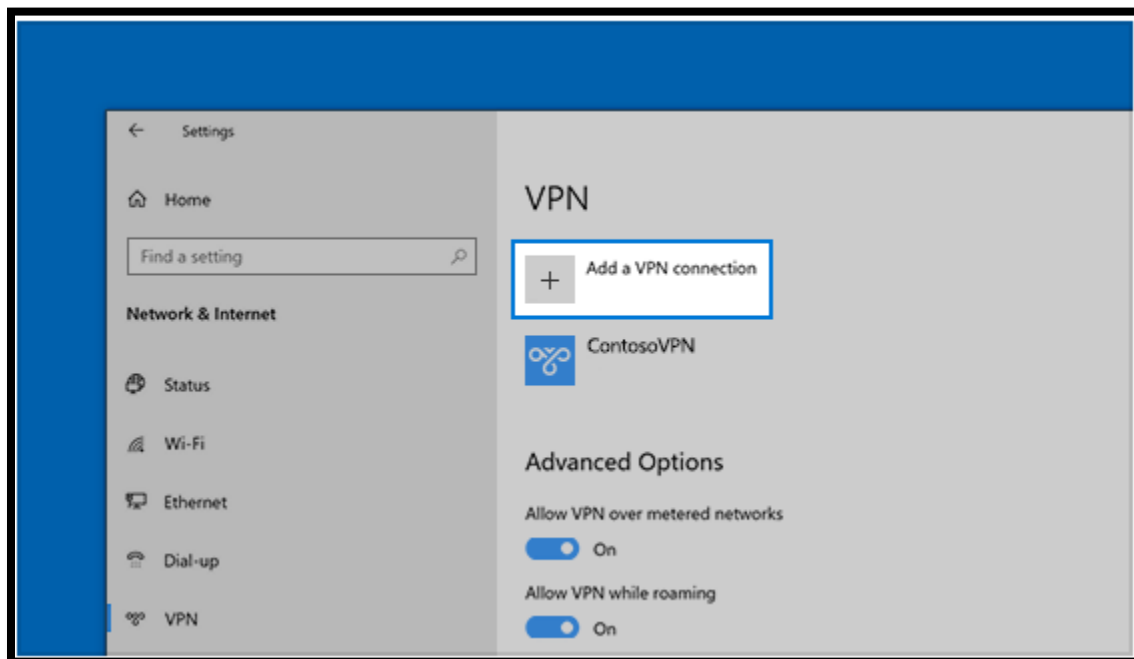 Settings
Home
Find a setting
Network & Internet
Status
Wi-Fi
Ethernet
Dial-up
VPN
VPN
Add a VPN connection
ContosoVPN
Advanced Options
Allow VPN over metered networks
On
Allow VPN while roaming
On